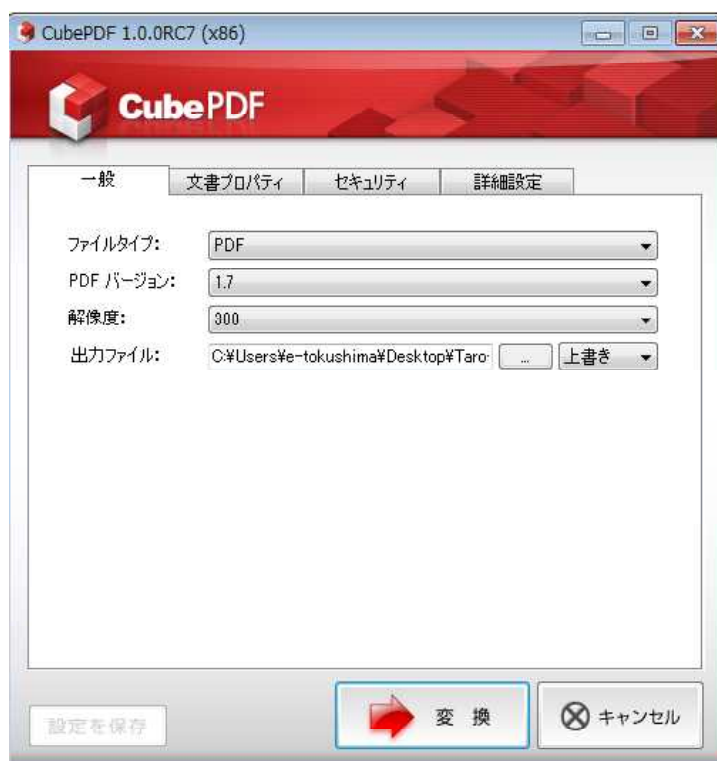 CubePDF 1.0.0RC7 (x86)
CubePDF
一般 文書プロパティ セキュリティ 詳細設定
ファイルタイプ: PDF
PDF バージョン: 1.7
解像度: 300
出力ファイル: C:¥Users¥e-tokushima¥Desktop¥Taro- ... 上書き
設定を保存 変 換 キャンセル